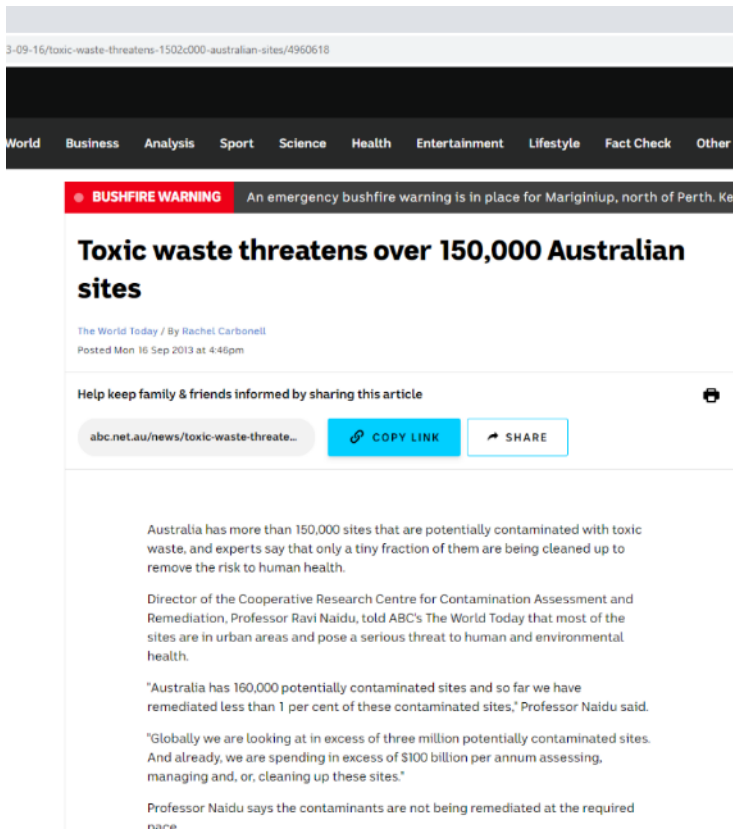 3-09-16/toxic-waste-threatens-1502c000-australian-sites/4960618
World Business Analysis Sport Science Health Entertainment Lifestyle Fact Check Other
BUSHFIRE WARNING An emergency bushfire warning is in place for Mariginiup, north of Perth. Ke
Toxic waste threatens over 150,000 Australian
sites
The World Today / By Rachel Carbonell
Posted Mon 16 Sep 2013 at 4:46pm
Help keep family & friends informed by sharing this article
abc.net.au/news/toxic-waste-threate... COPY LINK SHARE
Australia has more than 150,000 sites that are potentially contaminated with toxic
waste, and experts say that only a tiny fraction of them are being cleaned up to
remove the risk to human health.
Director of the Cooperative Research Centre for Contamination Assessment and
Remediation, Professor Ravi Naidu, told ABC's The World Today that most of the
sites are in urban areas and pose a serious threat to human and environmental
health.
"Australia has 160,000 potentially contaminated sites and so far we have
remediated less than 1 per cent of these contaminated sites," Professor Naidu said.
"Globally we are looking at in excess of three million potentially contaminated sites.
And already, we are spending in excess of $100 billion per annum assessing,
managing and, or, cleaning up these sites."
Professor Naidu says the contaminants are not being remediated at the required
pace